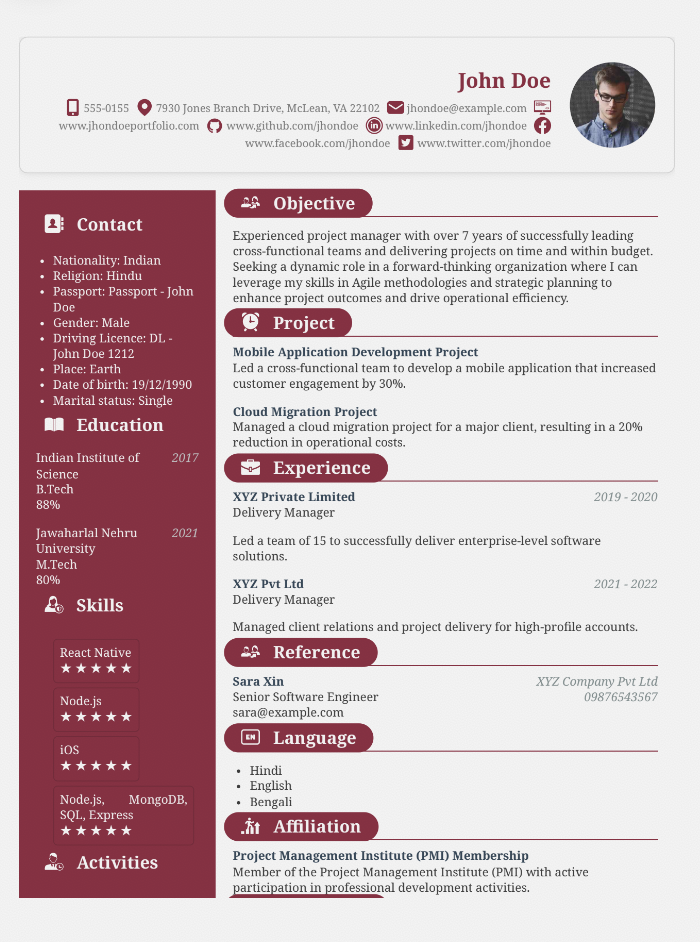 John Doe
555-0155 7930 Jones Branch Drive, McLean, VA 22102 jhondoe@example.com
www.jhondoeportfolio.com www.github.com/jhondoe www.linkedin.com/jhondoe
www.facebook.com/jhondoe www.twitter.com/jhondoe
Contact
Nationality: Indian
Religion: Hindu
Passport: Passport - John
Doe
Gender: Male
Driving Licence: DL -
John Doe 1212
Place: Earth
Date of birth: 19/12/1990
Marital status: Single
Education
Indian Institute of 2017
Science
B.Tech
88%
Jawaharlal Nehru 2021
University
M.Tech
80%
Skills
React Native
★★★★★
Node.js
★★★★★
iOS
★★★★★
Node.js, MongoDB,
SQL, Express
★★★★★
Activities
Objective
Experienced project manager with over 7 years of successfully leading
cross-functional teams and delivering projects on time and within budget.
Seeking a dynamic role in a forward-thinking organization where I can
leverage my skills in Agile methodologies and strategic planning to
enhance project outcomes and drive operational efficiency.
Project
Mobile Application Development Project
Led a cross-functional team to develop a mobile application that increased
customer engagement by 30%.
Cloud Migration Project
Managed a cloud migration project for a major client, resulting in a 20%
reduction in operational costs.
Experience
XYZ Private Limited 2019 - 2020
Delivery Manager
Led a team of 15 to successfully deliver enterprise-level software
solutions.
XYZ Pvt Ltd 2021 - 2022
Delivery Manager
Managed client relations and project delivery for high-profile accounts.
Reference
Sara Xin XYZ Company Pvt Ltd
Senior Software Engineer 09876543567
sara@example.com
EN Language
Hindi
English
Bengali
Affiliation
Project Management Institute (PMI) Membership
Member of the Project Management Institute (PMI) with active
participation in professional development activities.